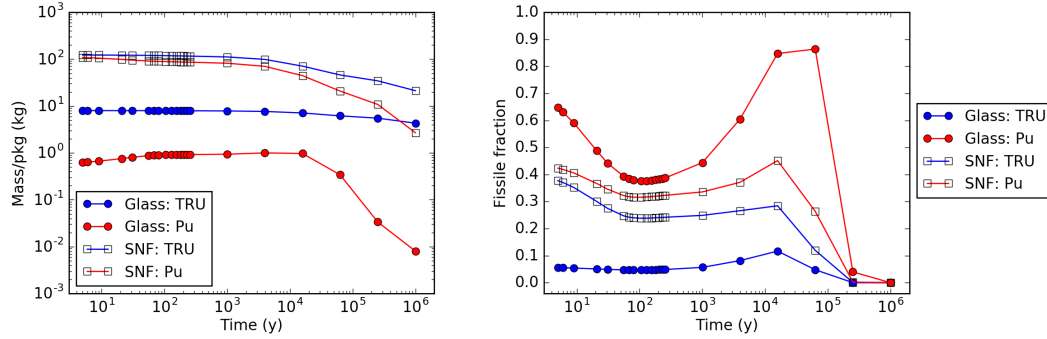 Mass/pkg (kg)
10^3
10^2
10^1
10^0
10^-1
10^-2
10^-3
Glass: TRU
Glass: Pu
SNF: TRU
SNF: Pu
10^1 10^2 10^3 10^4 10^5 10^6
Time (y)
Fissile fraction
1.0
0.9
0.8
0.7
0.6
0.5
0.4
0.3
0.2
0.1
0.0
10^1 10^2 10^3 10^4 10^5 10^6
Time (y)
Glass: TRU
Glass: Pu
SNF: TRU
SNF: Pu